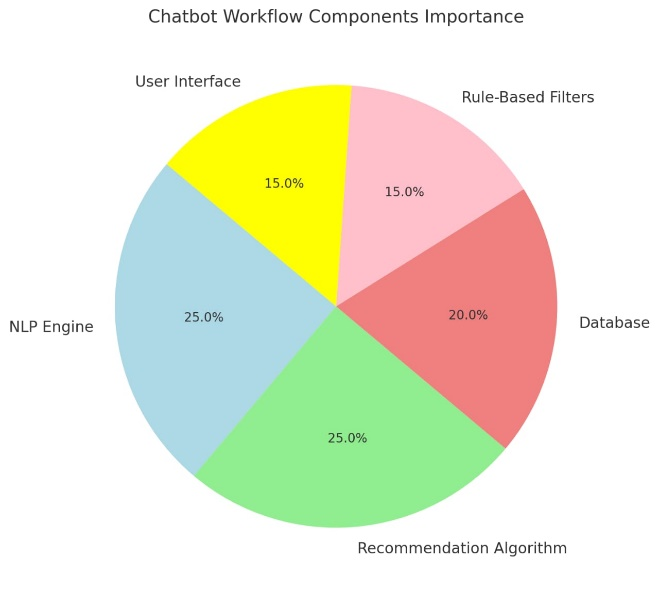 Chatbot Workflow Components Importance
User Interface
Rule-Based Filters
15.0%
15.0%
NLP Engine
25.0%
20.0%
Database
25.0%
Recommendation Algorithm